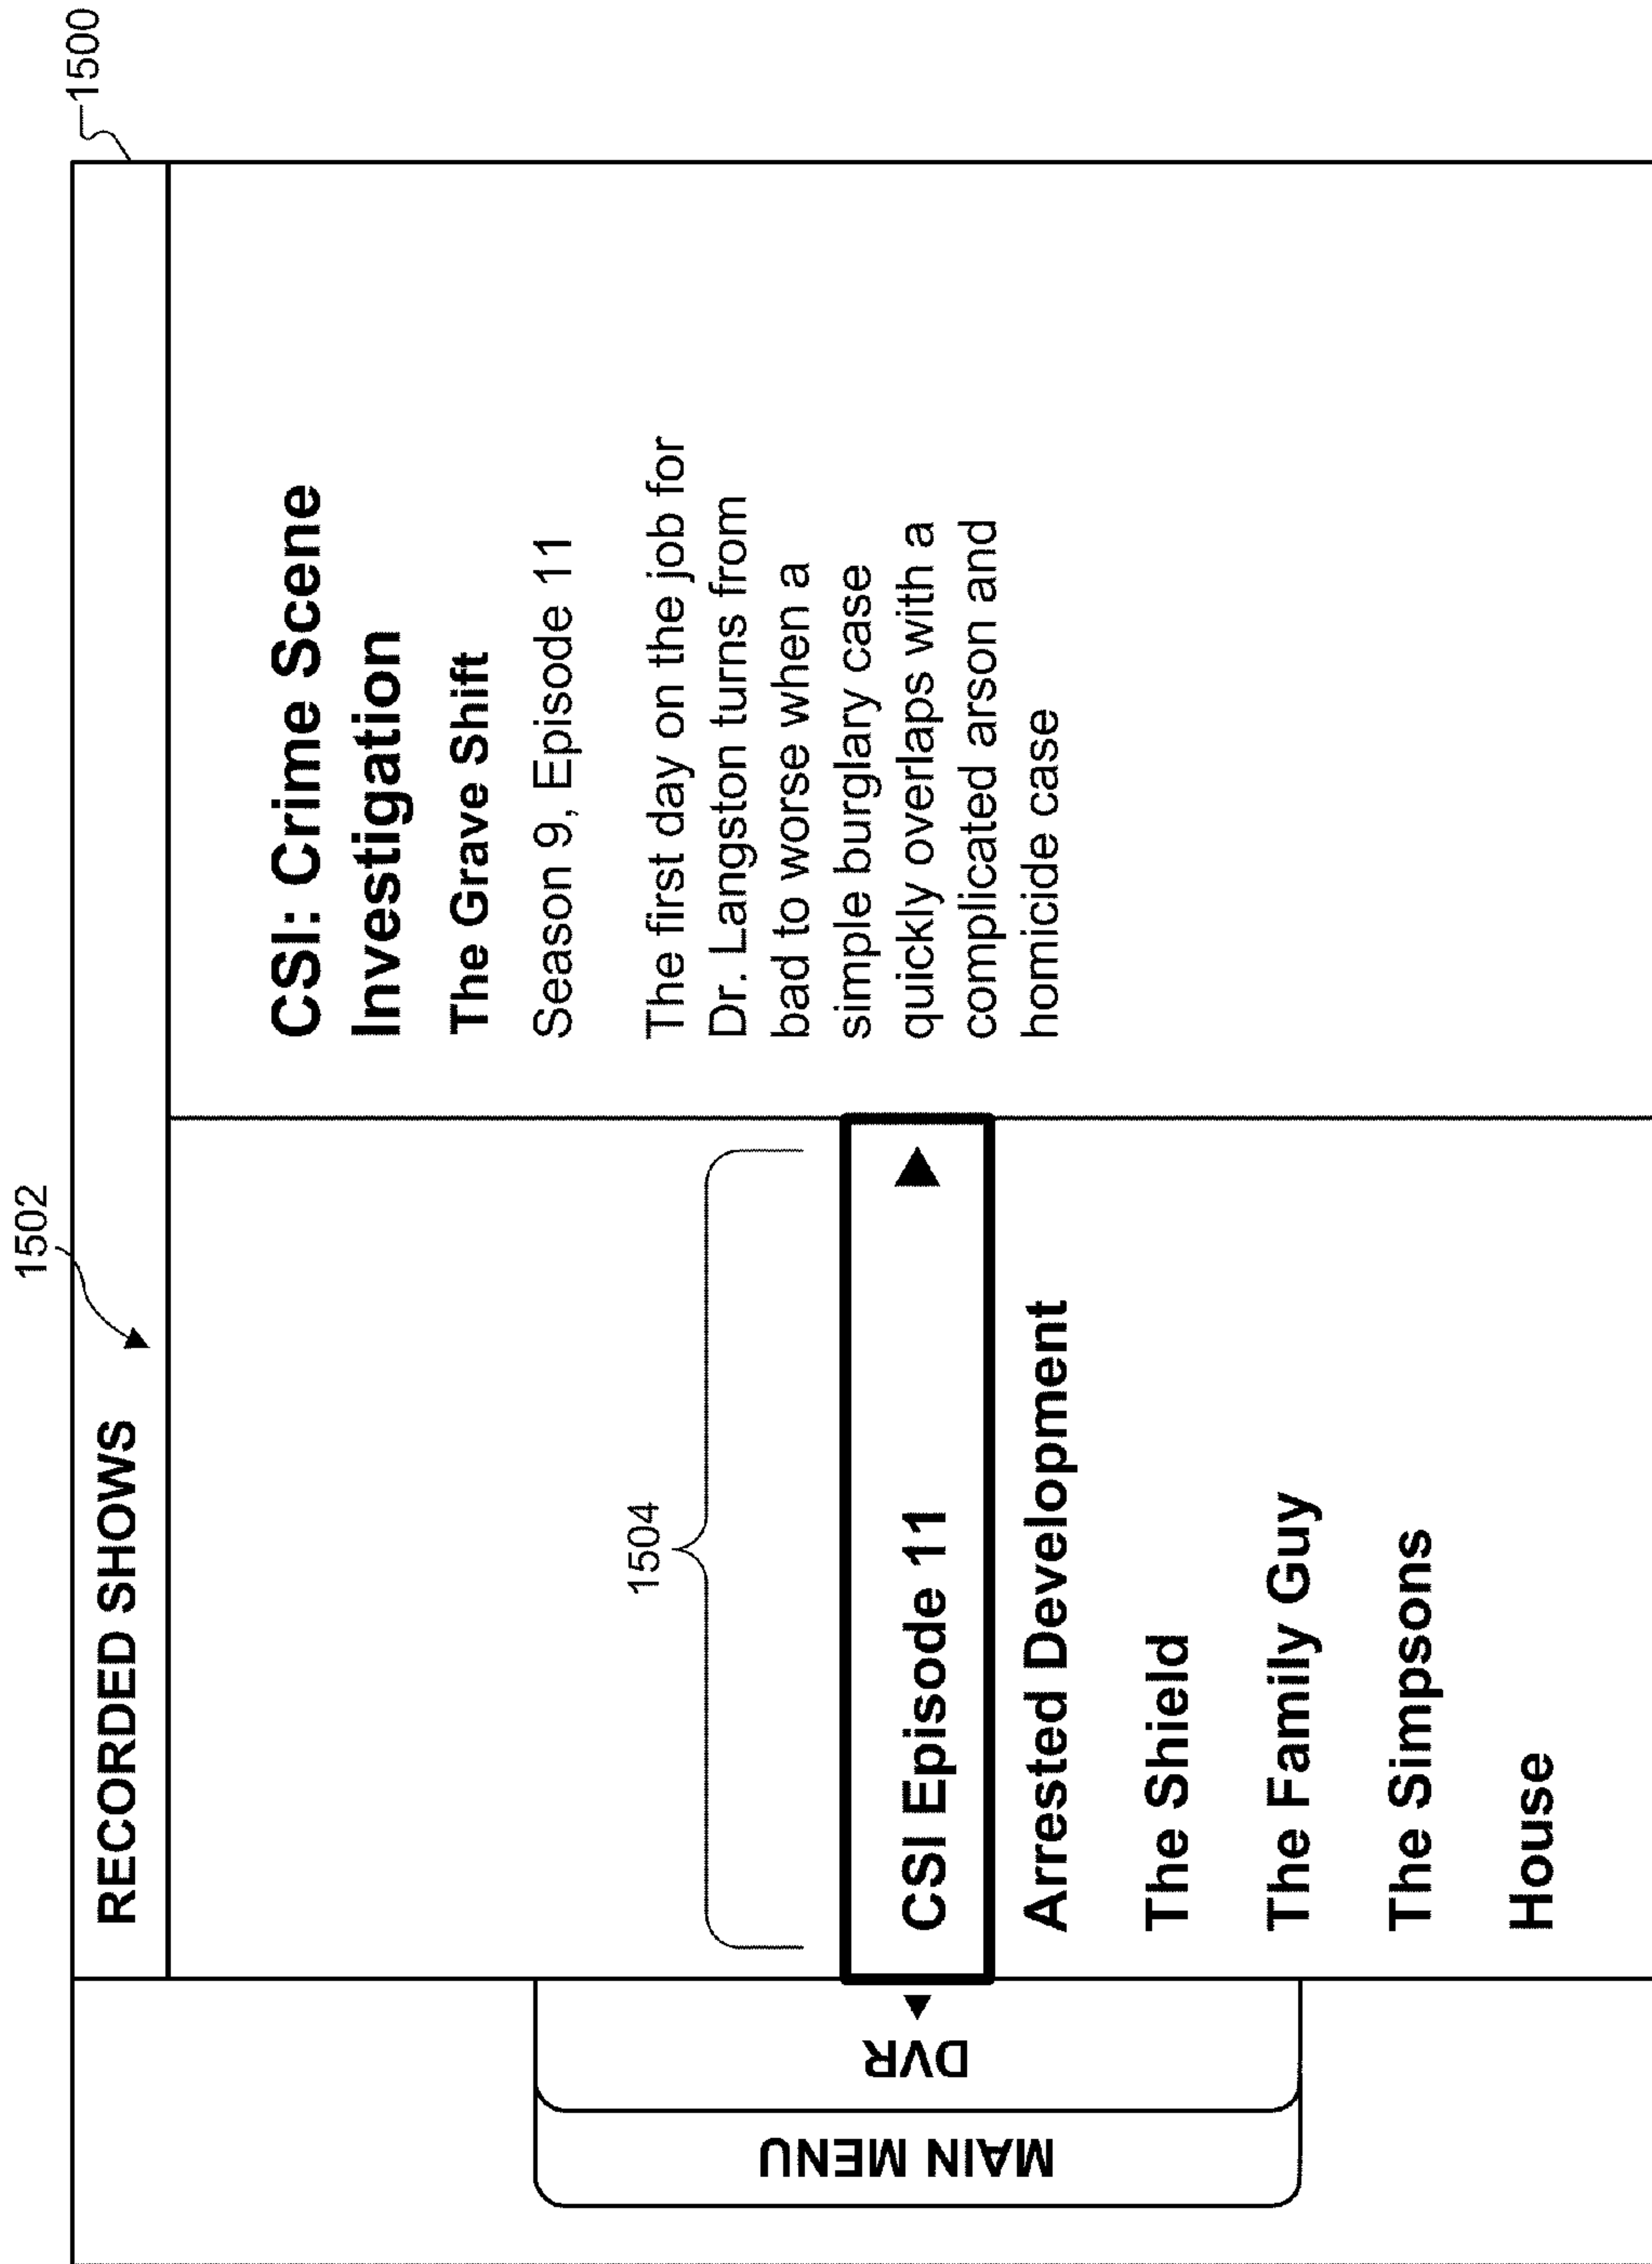 1500
1502
RECORDED SHOWS
1504
MAIN MENU
DVR
CSI Episode 11
Arrested Development
The Shield
The Family Guy
The Simpsons
House
CSI: Crime Scene
Investigation
The Grave Shift
Season 9, Episode 11
The first day on the job for
Dr. Langston turns from
bad to worse when a
simple burglary case
quickly overlaps with a
complicated arson and
homicide case